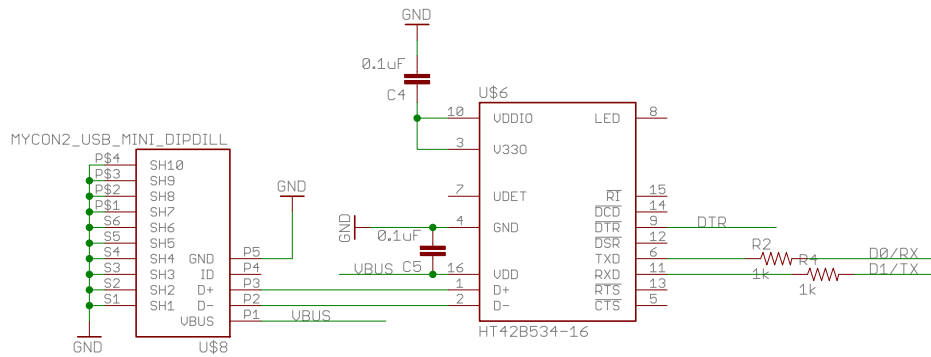 GND
0.1uF
C4
U$6
10 VDDIO LED 8
3 V33O
7 UDET RI 15
DCD 14
4 GND DTR 9 DTR
DSR 12
TXD 6 R2 1k D0/RX
16 VDD RXD 11 R4 1k D1/TX
1 D+ RTS 13
2 D- CTS 5
HT42B534-16
GND
0.1uF
C5
VBUS
MYCON2_USB_MINI_DIPDILL
P$4 SH10
P$3 SH9
P$2 SH8
P$1 SH7
S6 SH6
S5 SH5
S4 SH4 GND P5
S3 SH3 ID P4
S2 SH2 D+ P3
S1 SH1 D- P2
VBUS P1 VBUS
GND
GND
U$8